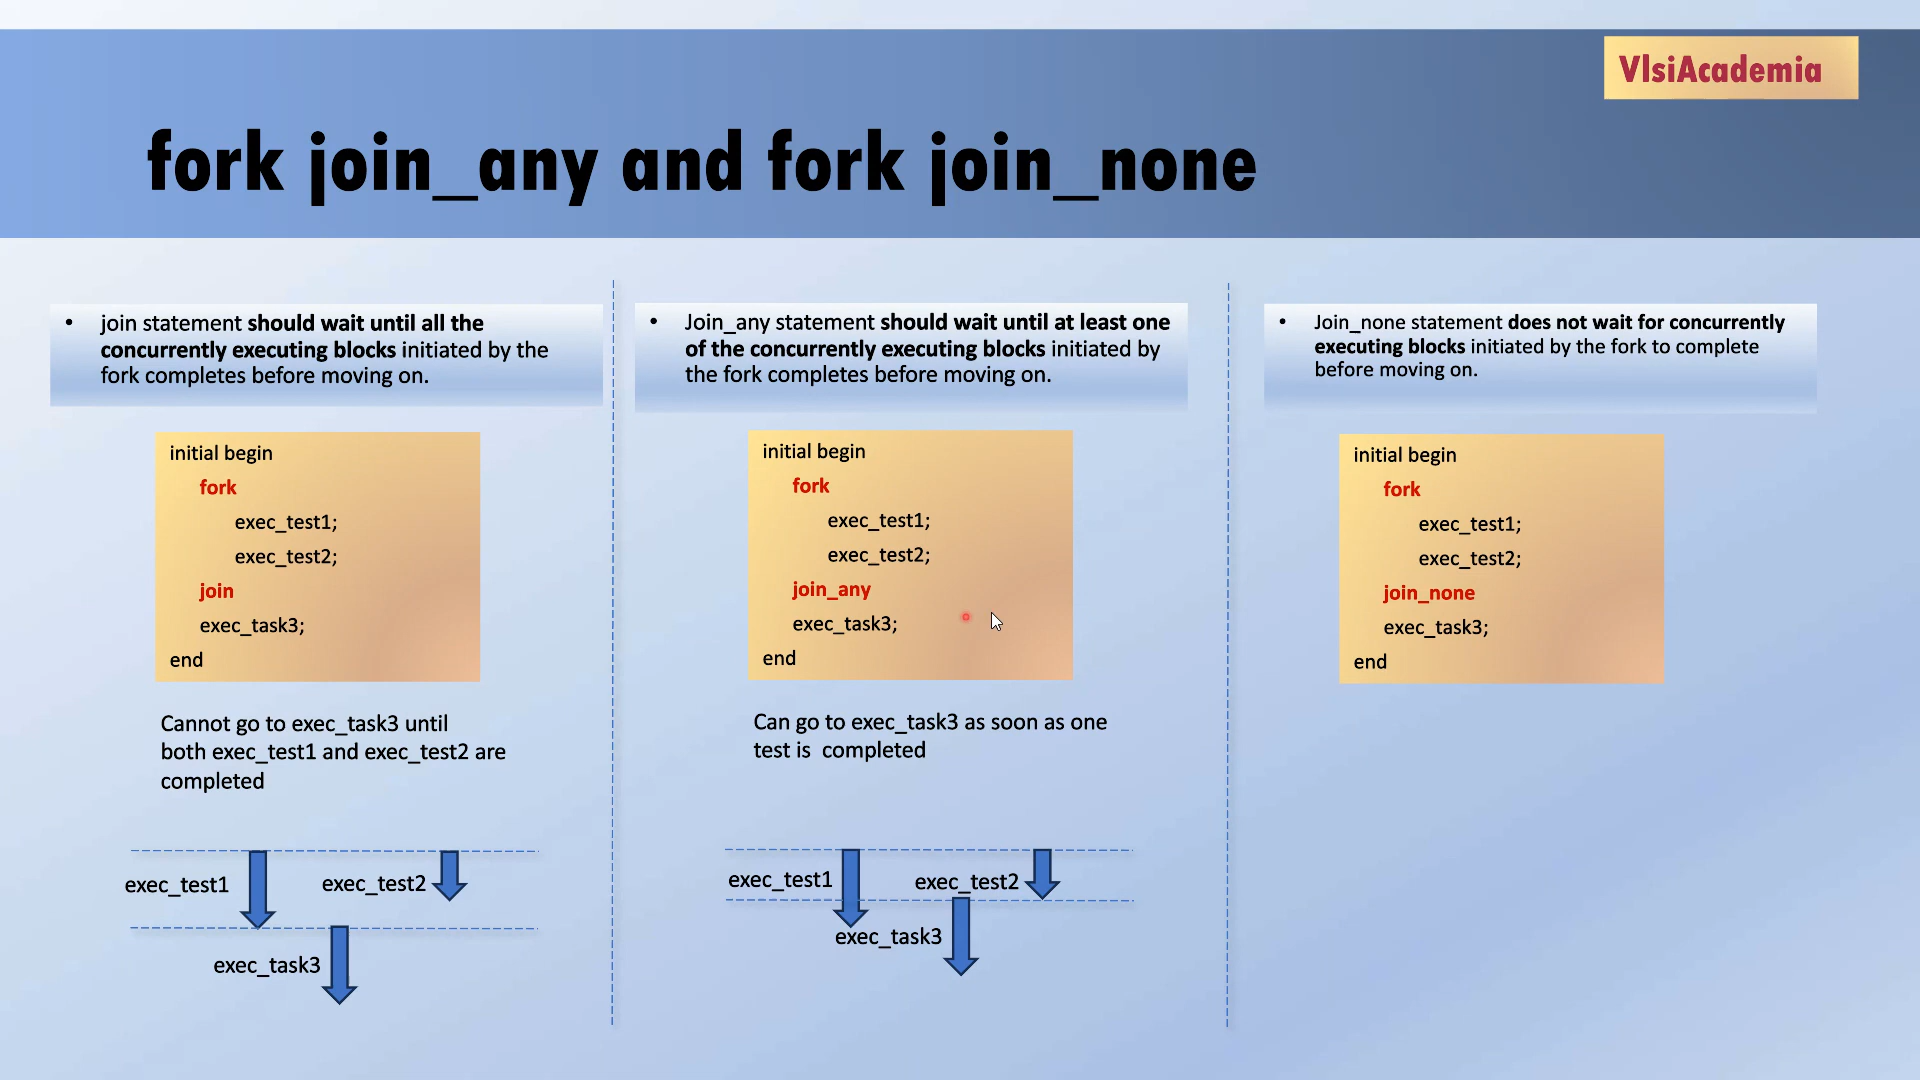 VlsiAcademia
fork join_any and fork join_none
• join statement should wait until all the
concurrently executing blocks initiated by the
fork completes before moving on.
initial begin
fork
exec_test1;
exec_test2;
join
exec_task3;
end
Cannot go to exec_task3 until
both exec_test1 and exec_test2 are
completed
exec_test1
exec_test2
exec_task3
• Join_any statement should wait until at least one
of the concurrently executing blocks initiated by
the fork completes before moving on.
initial begin
fork
exec_test1;
exec_test2;
join_any
exec_task3;
end
Can go to exec_task3 as soon as one
test is completed
exec_test1
exec_test2
exec_task3
• Join_none statement does not wait for concurrently
executing blocks initiated by the fork to complete
before moving on.
initial begin
fork
exec_test1;
exec_test2;
join_none
exec_task3;
end